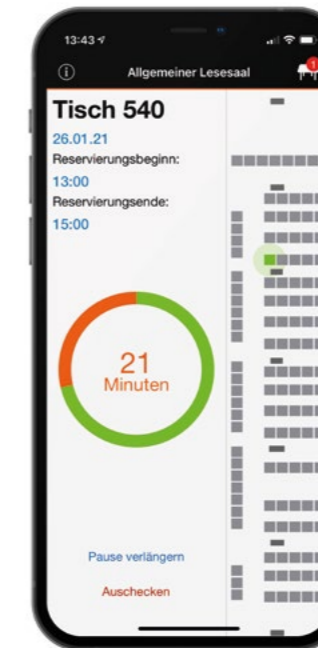 13:43
Allgemeiner Lesesaal
1
Tisch 540
26.01.21
Reservierungsbeginn:
13:00
Reservierungsende:
15:00
21
Minuten
Pause verlängern
Auschecken